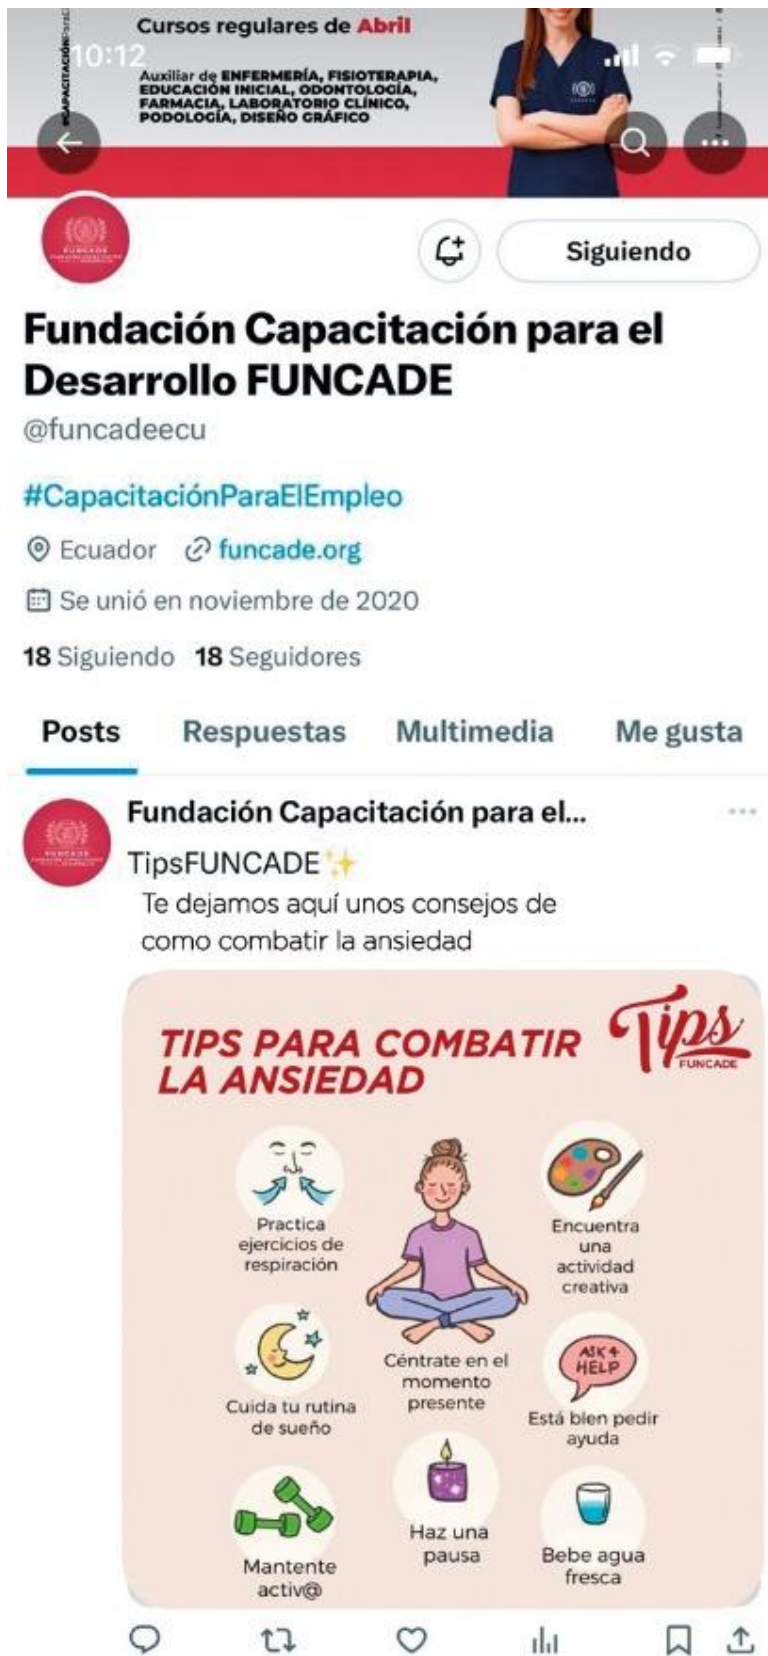 Cursos regulares de Abril
10:12
Auxiliar de ENFERMERÍA, FISIOTERAPIA,
EDUCACIÓN INICIAL, ODONTOLOGÍA,
FARMACIA, LABORATORIO CLÍNICO,
PODOLOGÍA, DISEÑO GRÁFICO
FUNCADE
Siguiendo
Fundación Capacitación para el
Desarrollo FUNCADE
@funcadeecu
#CapacitaciónParaElEmpleo
Ecuador funcade.org
Se unió en noviembre de 2020
18 Siguiendo 18 Seguidores
Posts Respuestas Multimedia Me gusta
Fundación Capacitación para el...
FUNCADE
TipsFUNCADE✨
Te dejamos aquí unos consejos de
como combatir la ansiedad
TIPS PARA COMBATIR
LA ANSIEDAD
Tips
FUNCADE
Practica
ejercicios de
respiración
Encuentra
una
actividad
creativa
Céntrate en el
momento
presente
ASK 4
HELP
Cuida tu rutina
de sueño
Está bien pedir
ayuda
Haz una
pausa
Mantente
activ@
Bebe agua
fresca